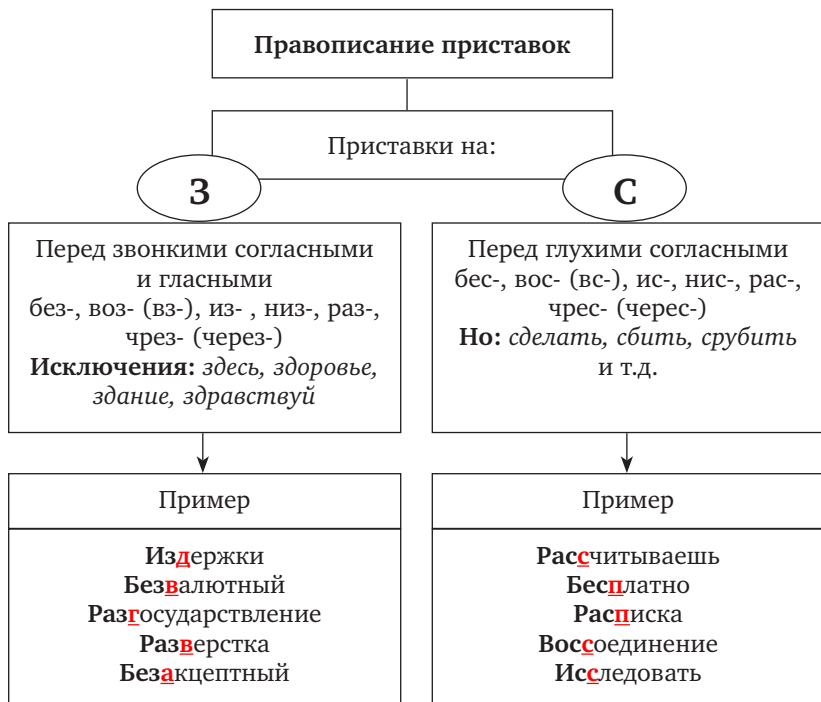 Правописание приставок
Приставки на:
З
Перед звонкими согласными
и гласными
без-, воз- (вз-), из- , низ-, раз-,
чрез- (через-)
Исключения: здесь, здоровье,
здание, здравствуй
Пример
Издержки
Безвалютный
Разгосударствление
Разверстка
Безакцептный
С
Перед глухими согласными
бес-, вос- (вс-), ис-, нис-, рас-,
чрес- (черес-)
Но: сделать, сбить, срубить
и т.д.
Пример
Рассчитываешь
Бесплатно
Расписка
Воссоединение
Исследовать